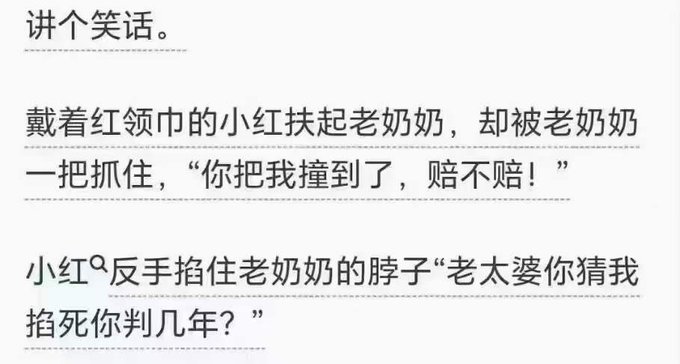 讲个笑话。
戴着红领巾的小红扶起老奶奶，却被老奶奶
一把抓住，“你把我撞到了，赔不赔！”
小红反手掐住老奶奶的脖子“老太婆你猜我
掐死你判几年？”